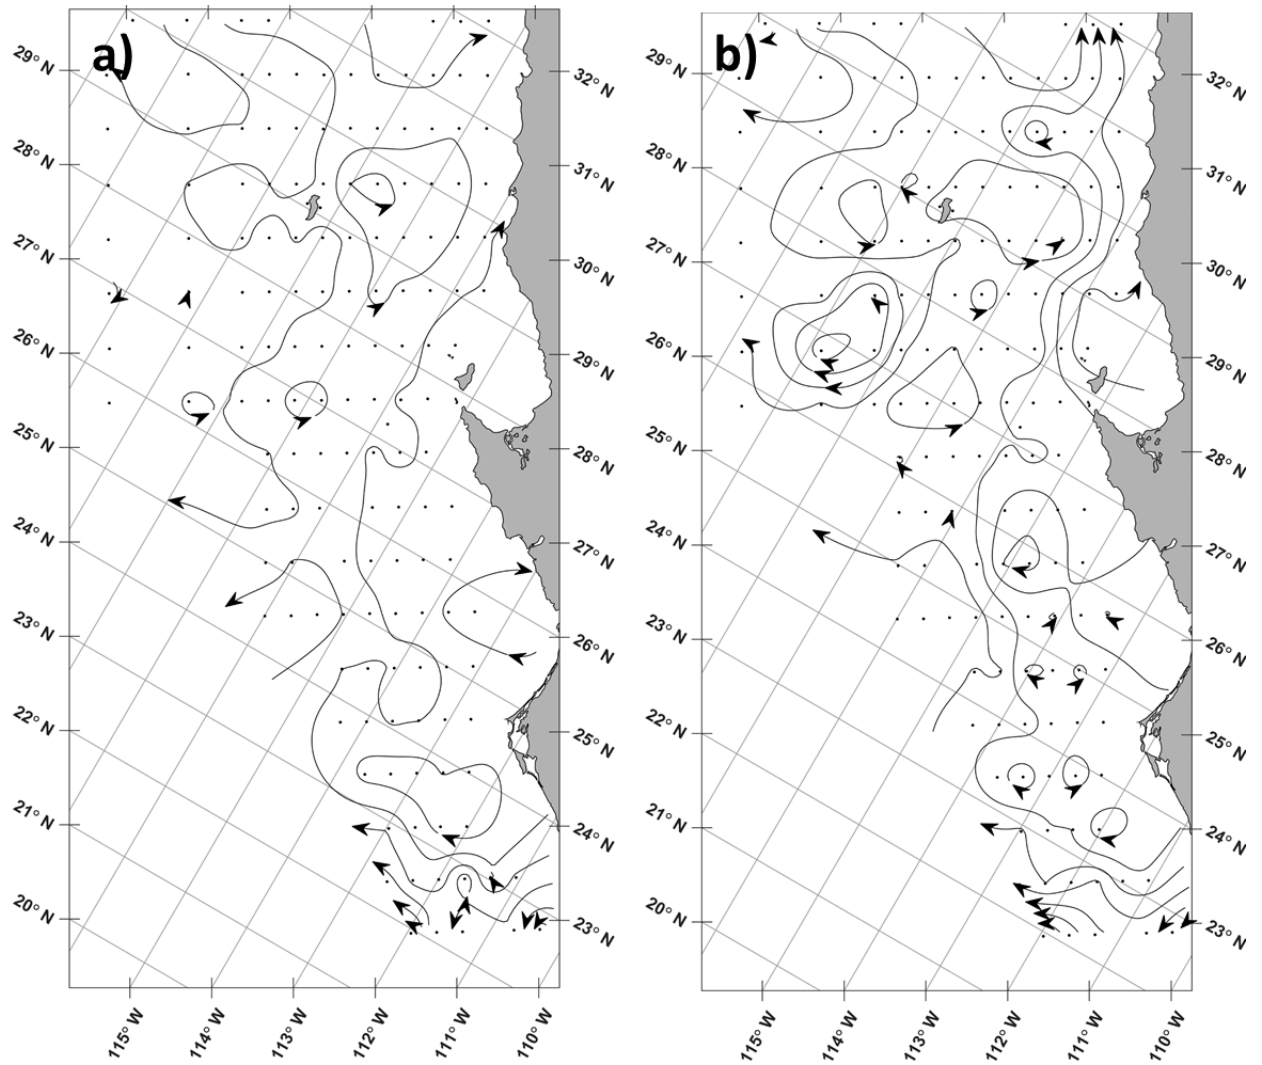 a)
29° N
28° N
27° N
26° N
25° N
24° N
23° N
22° N
21° N
20° N
32° N
31° N
30° N
29° N
28° N
27° N
26° N
25° N
24° N
23° N
115° W
114° W
113° W
112° W
111° W
110° W
b)
29° N
28° N
27° N
26° N
25° N
24° N
23° N
22° N
21° N
20° N
32° N
31° N
30° N
29° N
28° N
27° N
26° N
25° N
24° N
23° N
115° W
114° W
113° W
112° W
111° W
110° W